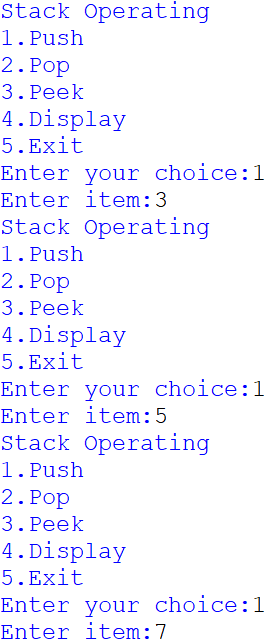 Stack Operating
1.Push
2.Pop
3.Peek
4.Display
5.Exit
Enter your choice:1
Enter item:3
Stack Operating
1.Push
2.Pop
3.Peek
4.Display
5.Exit
Enter your choice:1
Enter item:5
Stack Operating
1.Push
2.Pop
3.Peek
4.Display
5.Exit
Enter your choice:1
Enter item:7